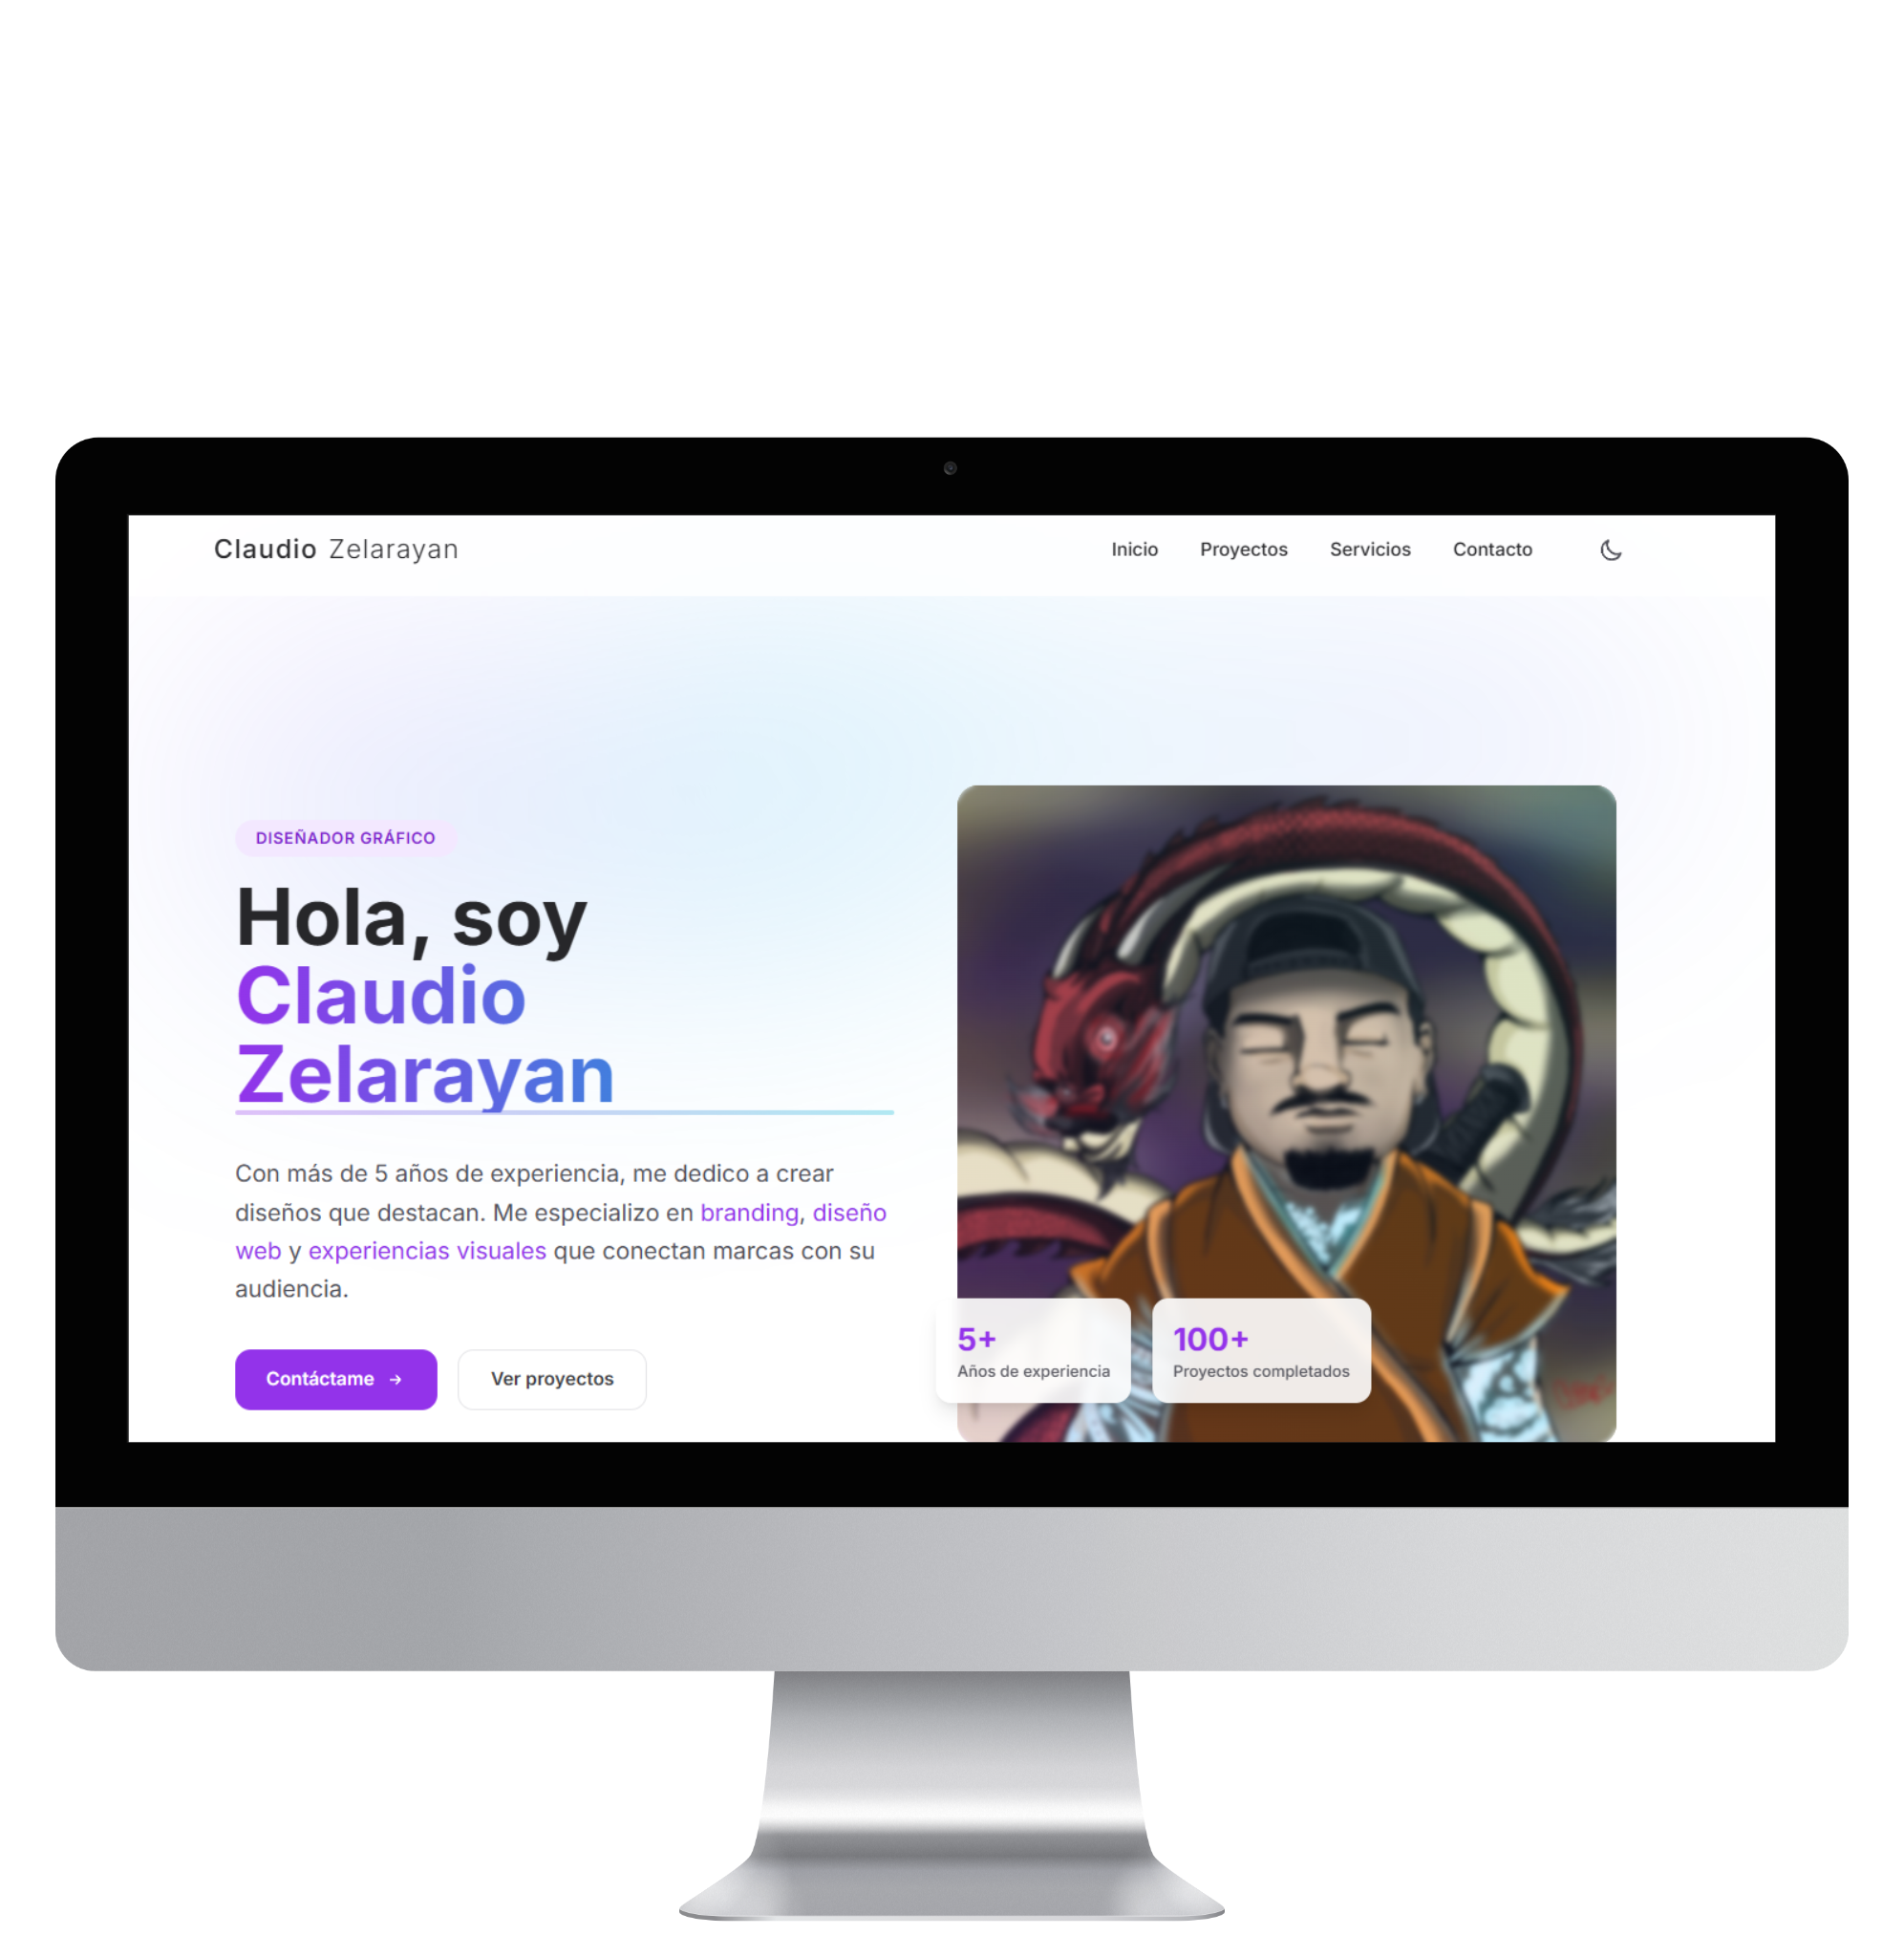 Claudio Zelarayan
Inicio Proyectos Servicios Contacto
DISEÑADOR GRÁFICO
Hola, soy
Claudio
Zelarayan
Con más de 5 años de experiencia, me dedico a crear
diseños que destacan. Me especializo en branding, diseño
web y experiencias visuales que conectan marcas con su
audiencia.
Contáctame →
Ver proyectos
5+
Años de experiencia
100+
Proyectos completados